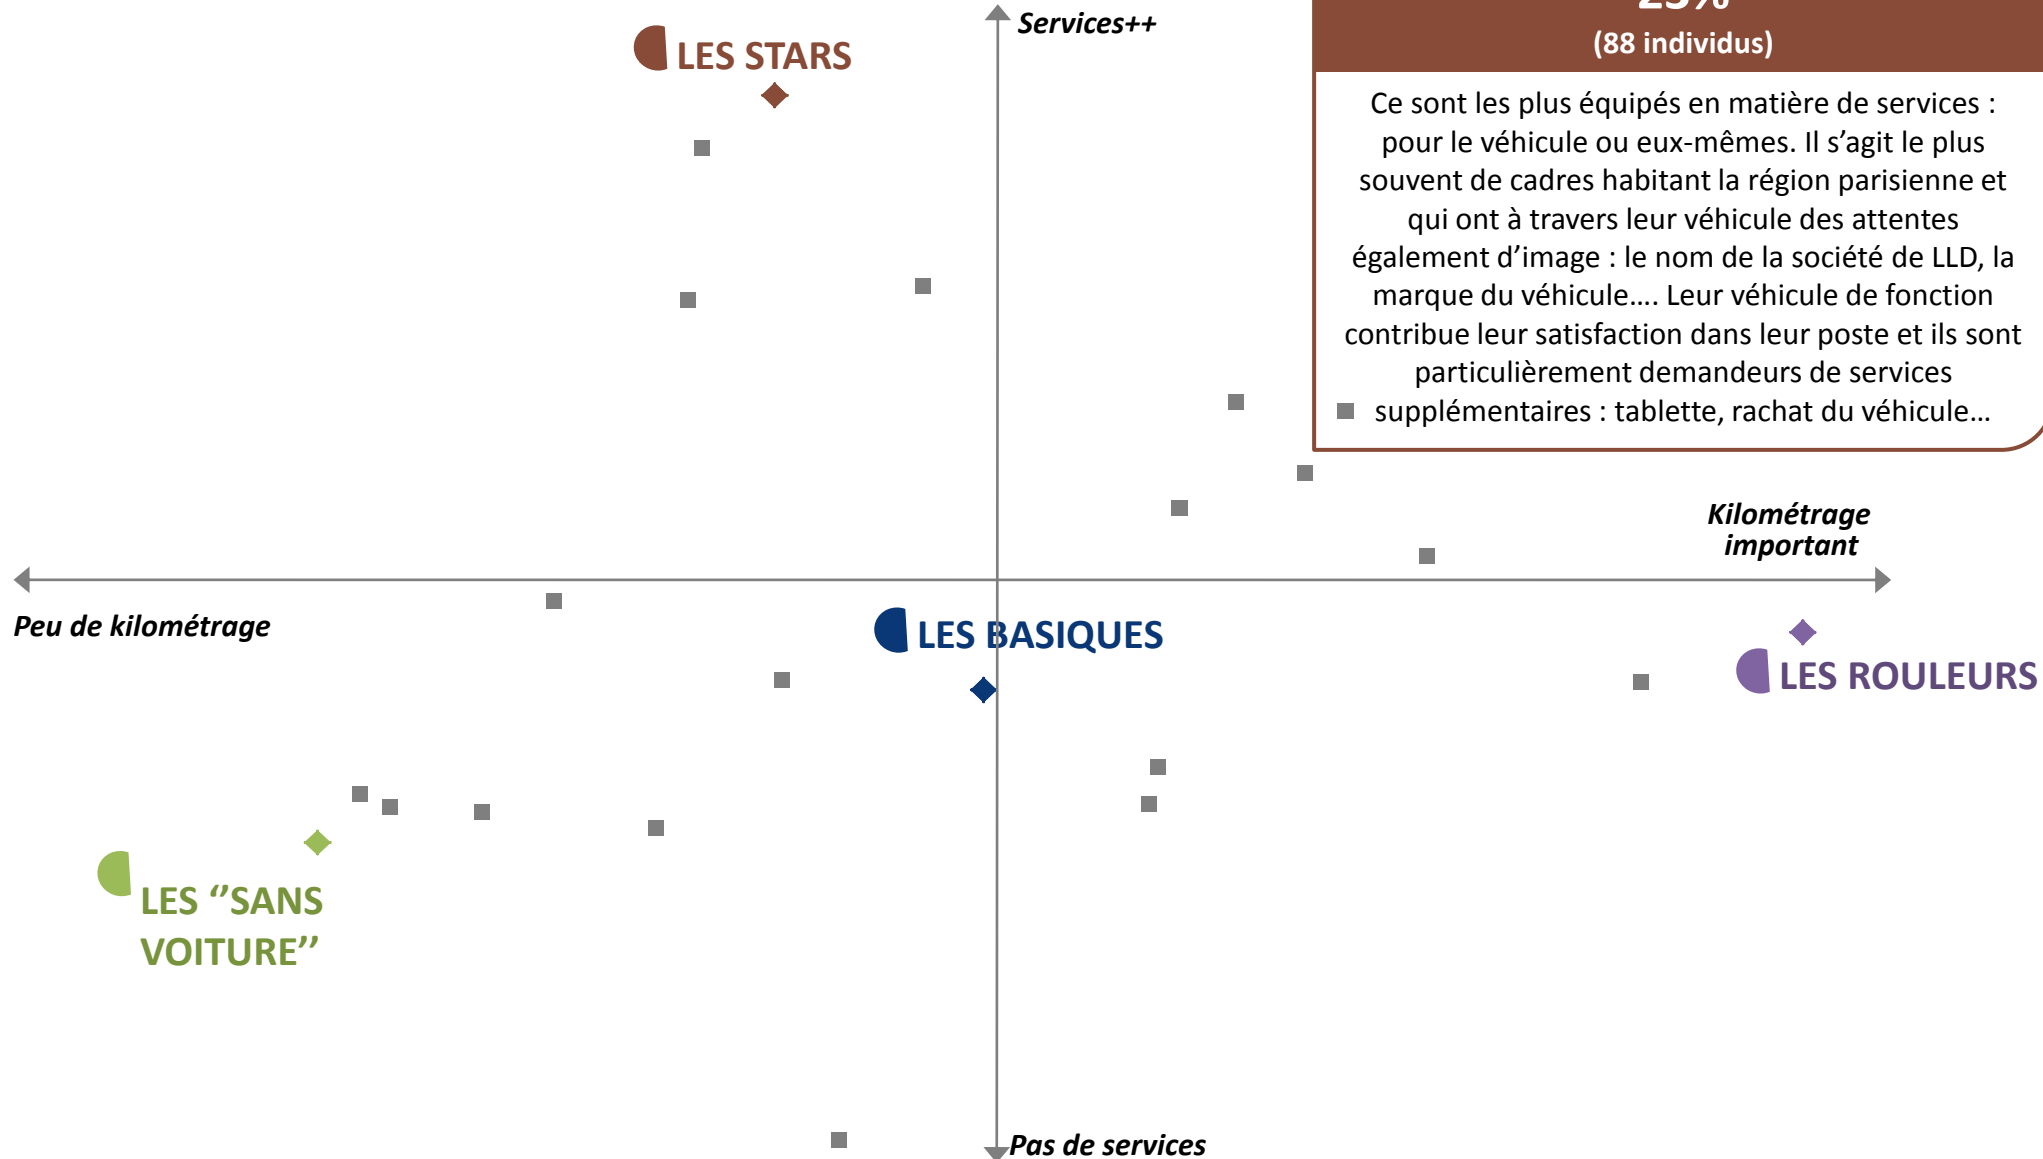 Services++
LES STARS
(88 individus)
Ce sont les plus équipés en matière de services :
pour le véhicule ou eux-mêmes. Il s’agit le plus
souvent de cadres habitant la région parisienne et
qui ont à travers leur véhicule des attentes
également d’image : le nom de la société de LLD, la
marque du véhicule…. Leur véhicule de fonction
contribue leur satisfaction dans leur poste et ils sont
particulièrement demandeurs de services
supplémentaires : tablette, rachat du véhicule…
Kilométrage
important
Peu de kilométrage
LES BASIQUES
LES ROULEURS
LES ‘’SANS
VOITURE’’
Pas de services